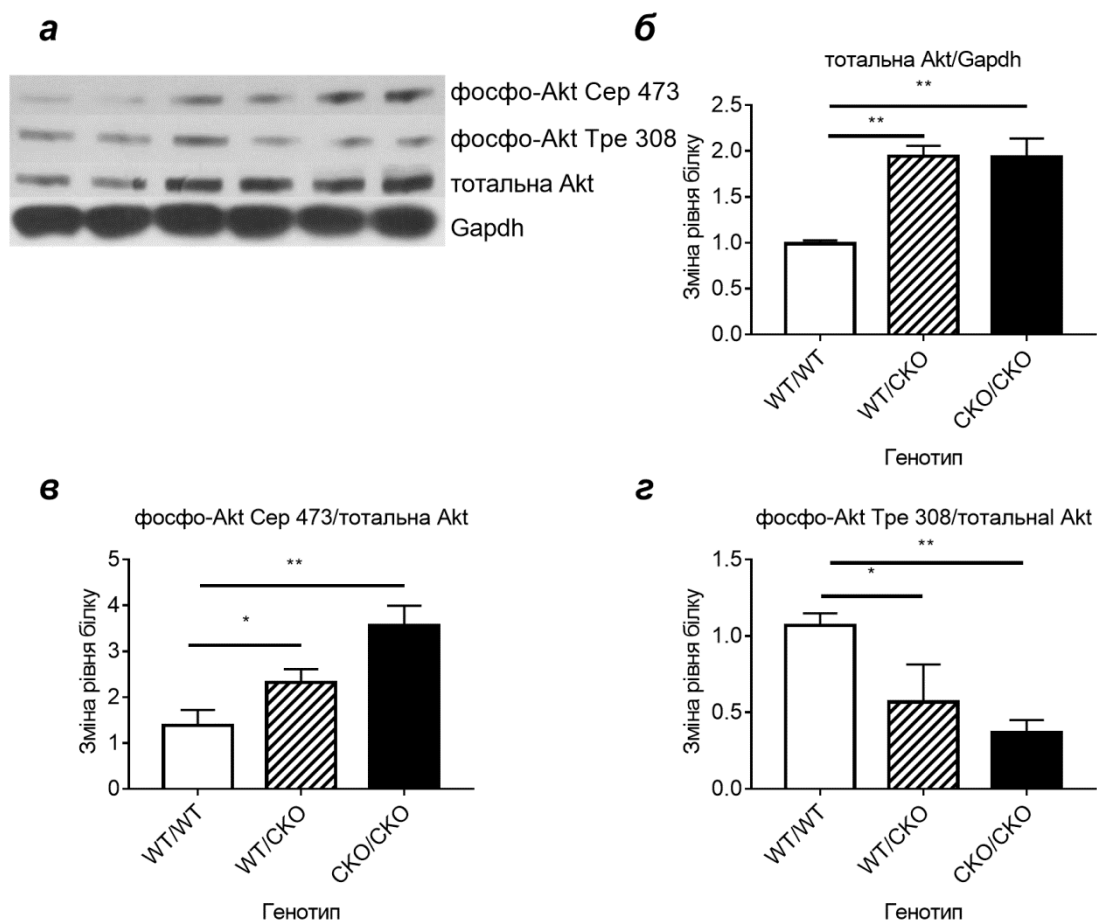 а
фосфо-Akt Сер 473
фосфо-Akt Тре 308
тотальна Akt
Gapdh
б
тотальна Akt/Gapdh
**
**
Зміна рівня білку
2.5
2.0
1.5
1.0
0.5
0.0
WT/WT
WT/CKO
CKO/CKO
Генотип
в
фосфо-Akt Сер 473/тотальна Akt
**
*
Зміна рівня білку
5
4
3
2
1
0
WT/WT
WT/CKO
CKO/CKO
Генотип
г
фосфо-Akt Тре 308/тотальнаl Akt
**
*
Зміна рівня білку
1.5
1.0
0.5
0.0
WT/WT
WT/CKO
CKO/CKO
Генотип